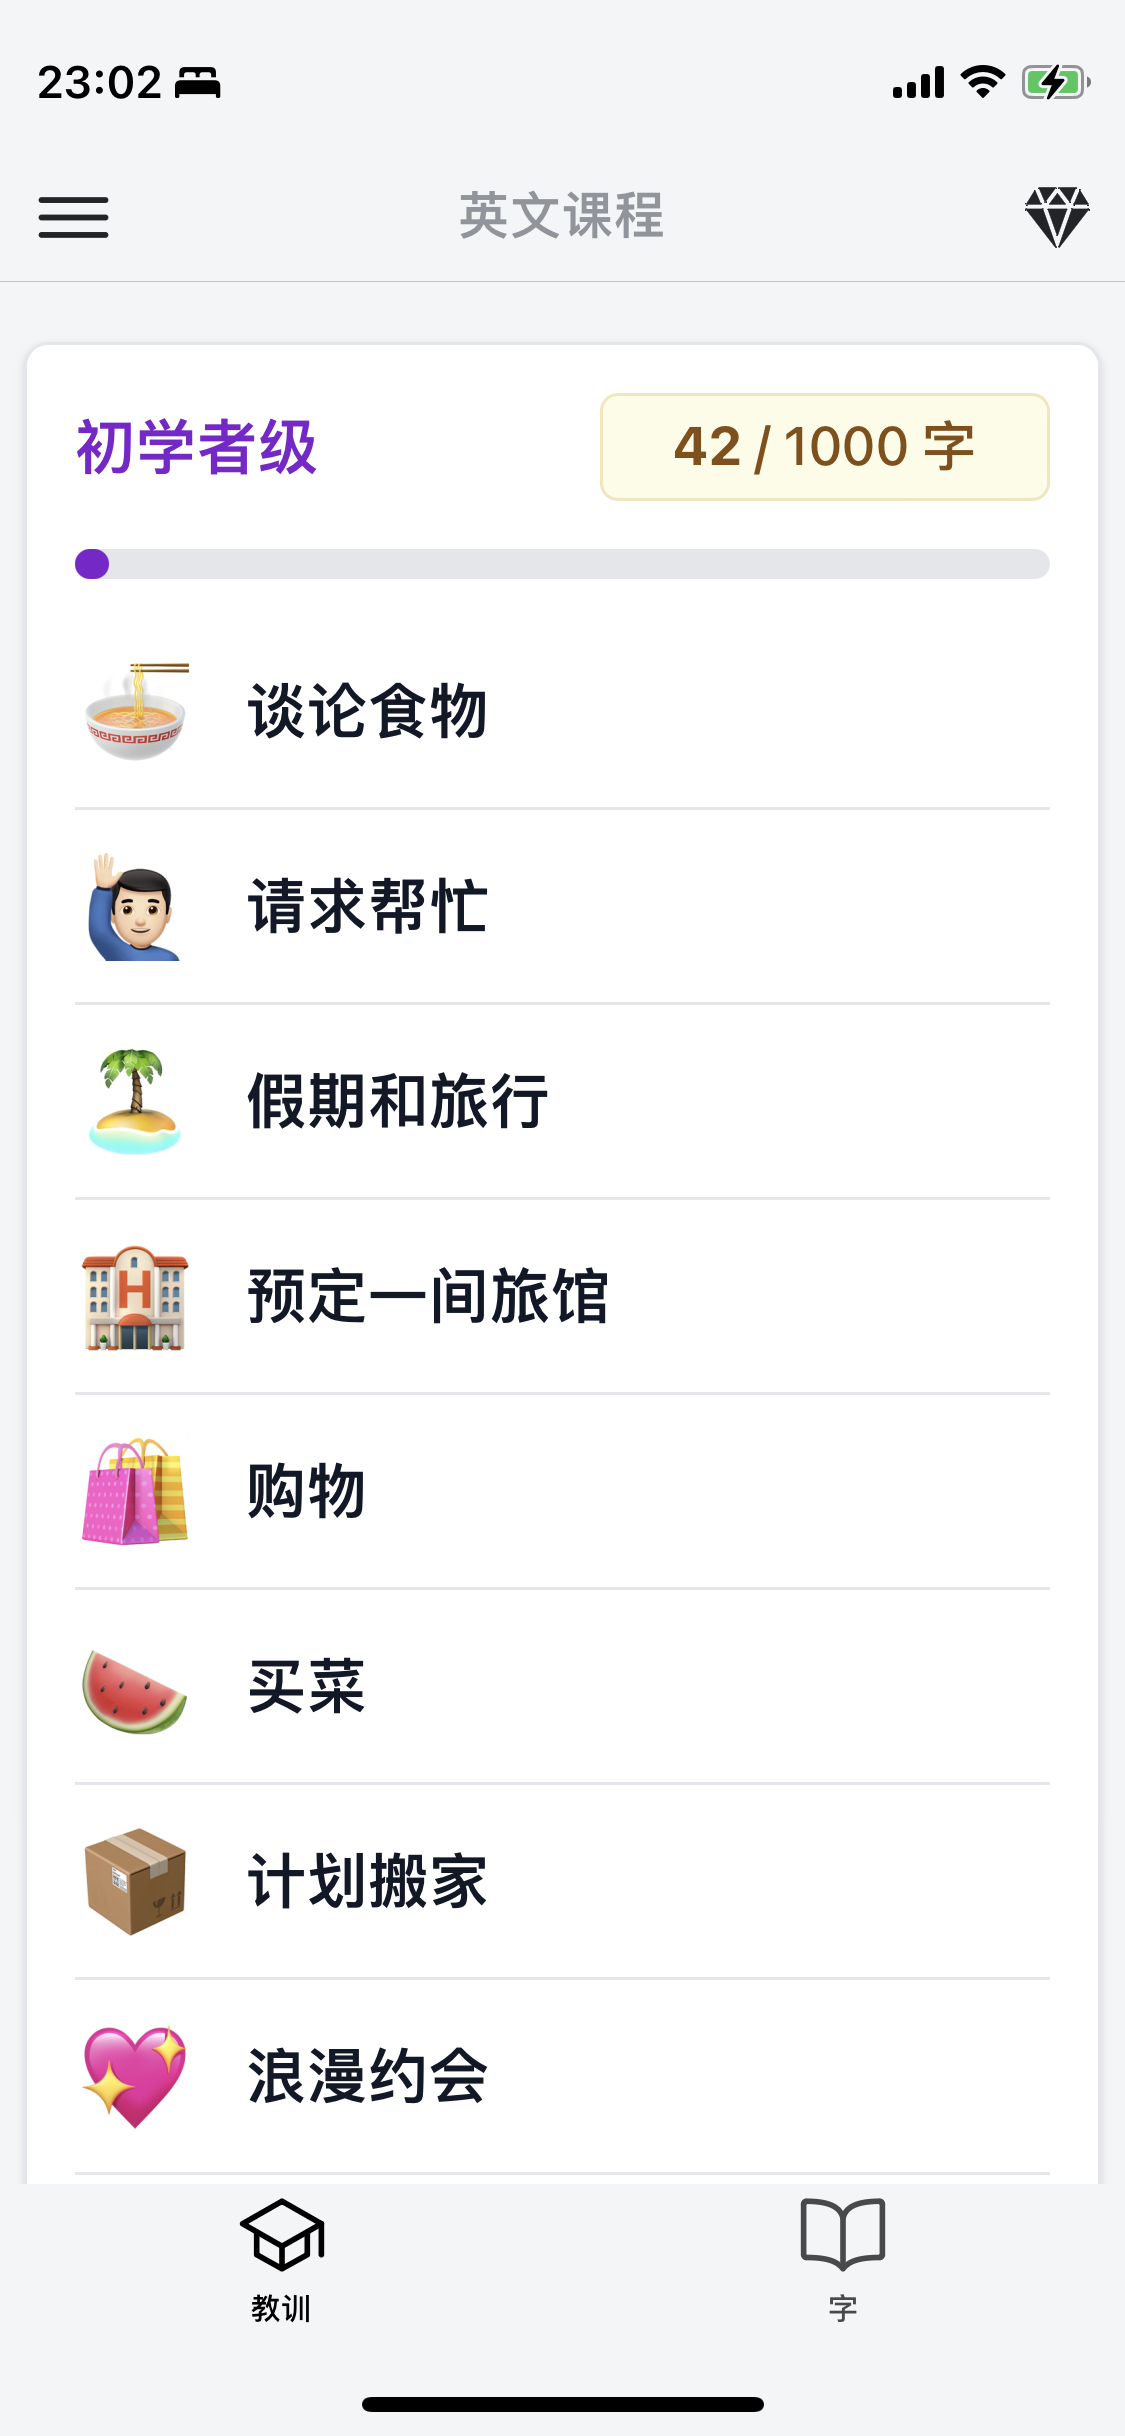 23:02
英文课程
初学者级
42 / 1000 字
谈论食物
请求帮忙
假期和旅行
预定一间旅馆
购物
买菜
计划搬家
浪漫约会
教训
字